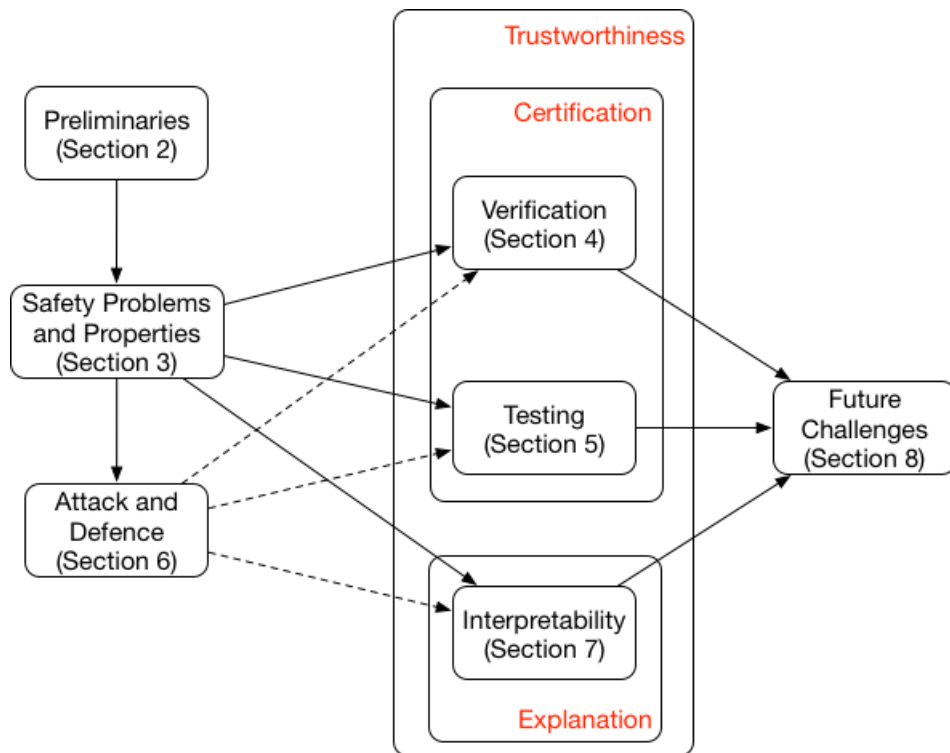 Trustworthiness
Certification
Preliminaries
(Section 2)
Verification
(Section 4)
Safety Problems
and Properties
(Section 3)
Testing
(Section 5)
Future
Challenges
(Section 8)
Attack and
Defence
(Section 6)
Interpretability
(Section 7)
Explanation